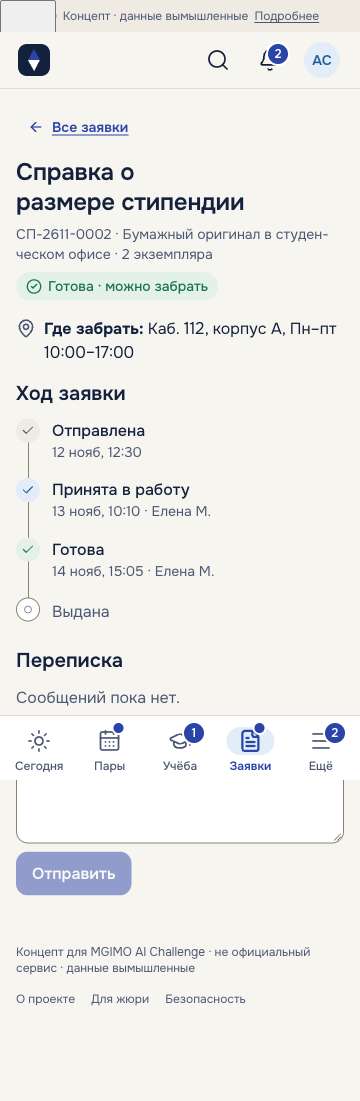 Концепт · данные вымышленные Подробнее
2
АС
Все заявки
Справка о
размере стипендии
СП-2611-0002 · Бумажный оригинал в студен-
ческом офисе · 2 экземпляра
Готова · можно забрать
Где забрать: Каб. 112, корпус А, Пн–пт
10:00–17:00
Ход заявки
Отправлена
12 нояб, 12:30
Принята в работу
13 нояб, 10:10 · Елена М.
Готова
14 нояб, 15:05 · Елена М.
Выдана
Переписка
Сообщений пока нет.
1
2
Сегодня Пары Учёба Заявки Ещё
Отправить
Концепт для MGIMO AI Challenge · не официальный
сервис · данные вымышленные
О проекте Для жюри Безопасность